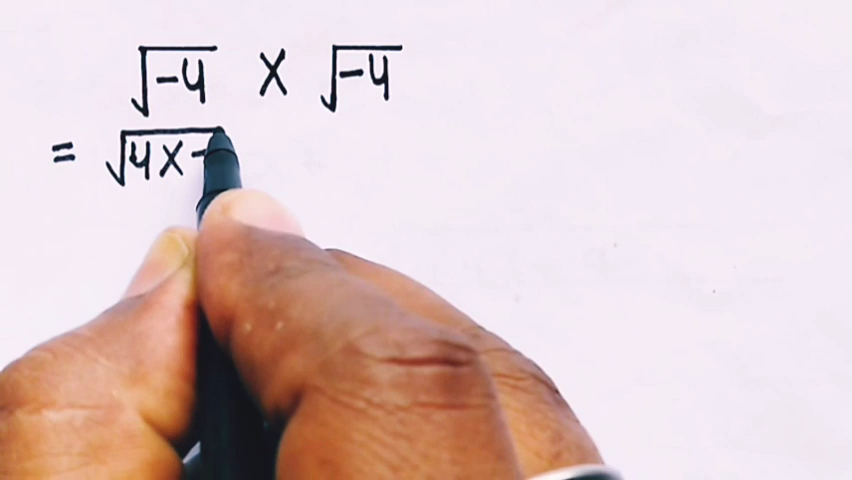 √-4 × √-4
= √4×-